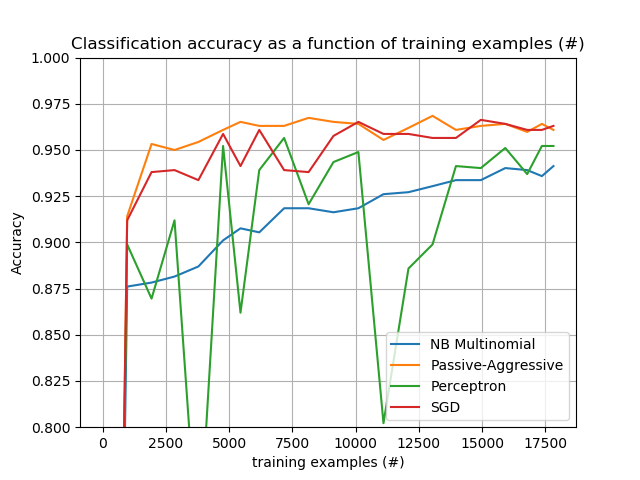 Classification accuracy as a function of training examples (#)
1.000
0.975
0.950
0.925
0.900
0.875
0.850
0.825
0.800
Accuracy
NB Multinomial
Passive-Aggressive
Perceptron
SGD
0 2500 5000 7500 10000 12500 15000 17500
training examples (#)